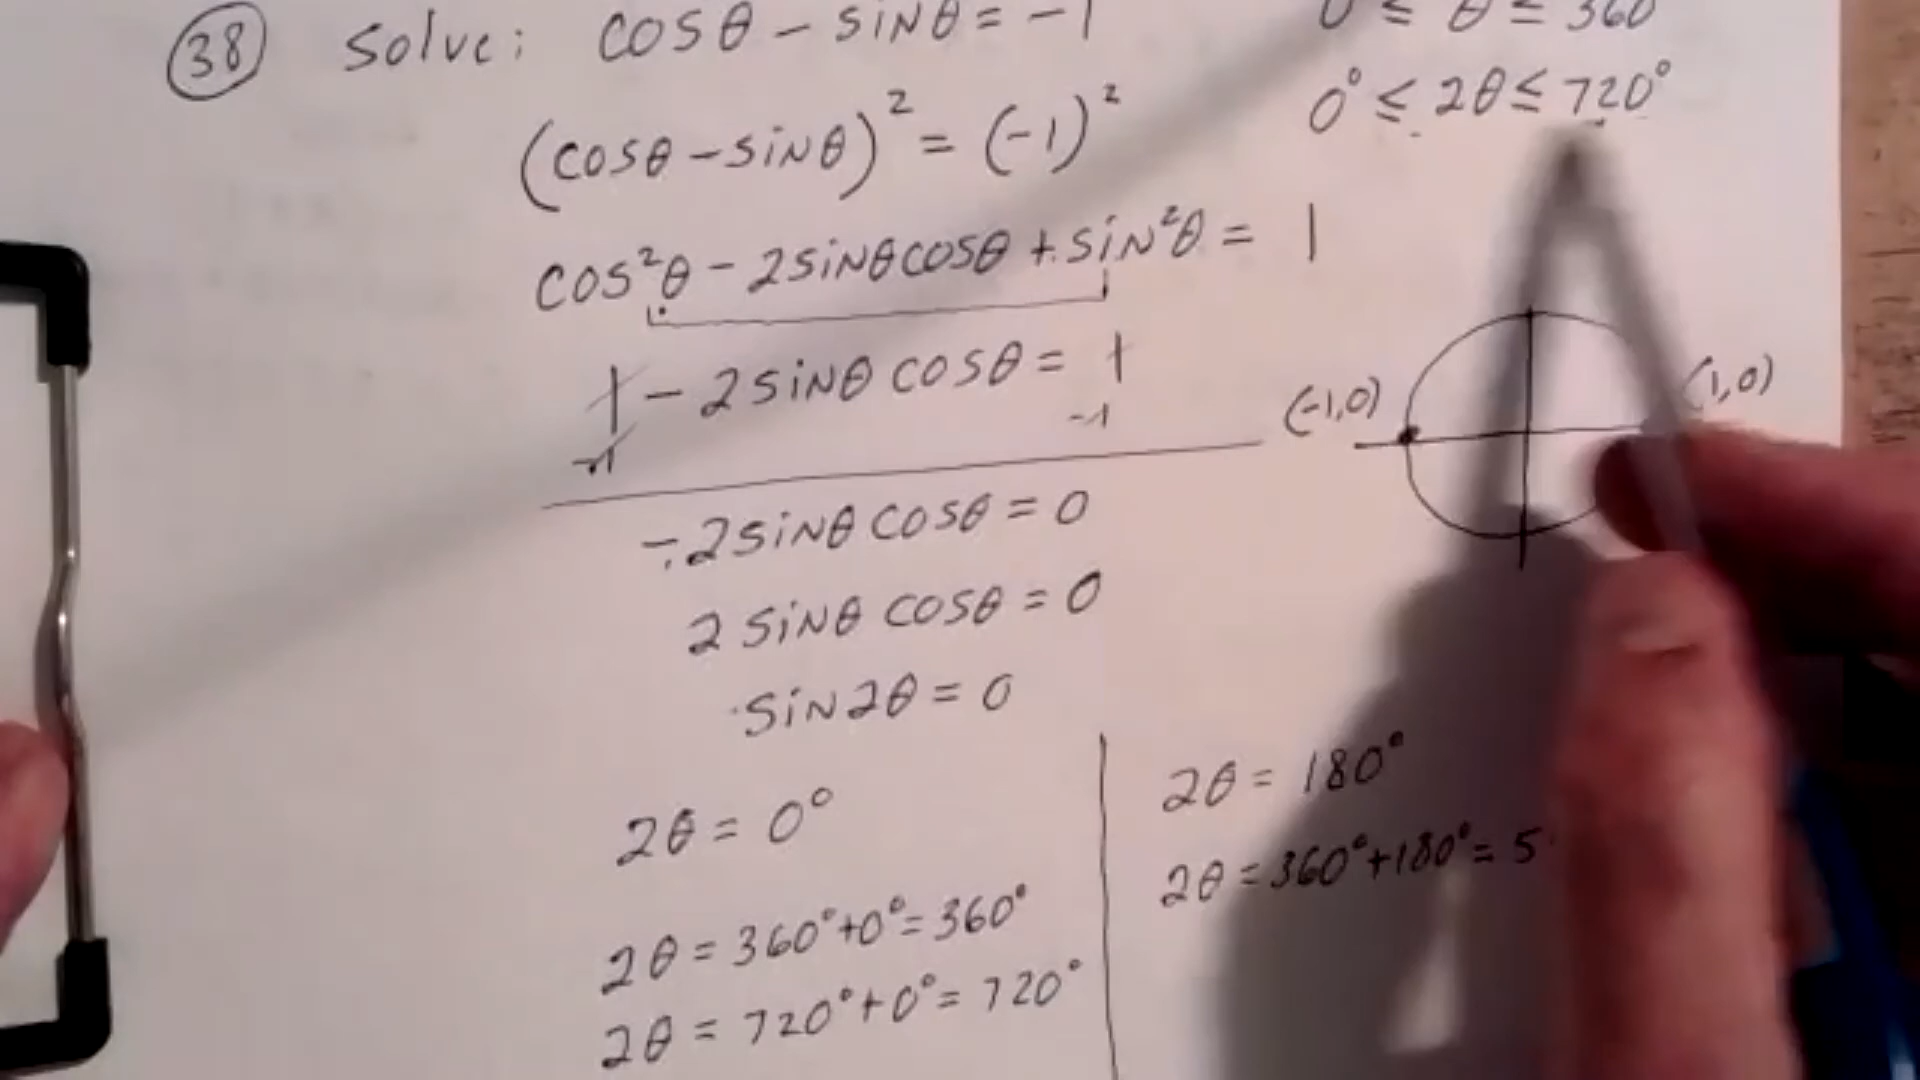 38 Solve: cosθ - sinθ = -1
0 ≤ θ ≤ 360
0° ≤ 2θ ≤ 720°
(cosθ - sinθ)² = (-1)²
cos²θ - 2sinθcosθ + sin²θ = 1
1 - 2sinθ cosθ = 1
-1 -1
(-1,0) (1,0)
-2sinθ cosθ = 0
2 sinθ cosθ = 0
sin2θ = 0
2θ = 0°
2θ = 360°+0° = 360°
2θ = 720°+0° = 720°
2θ = 180°
2θ = 360°+180° = 5